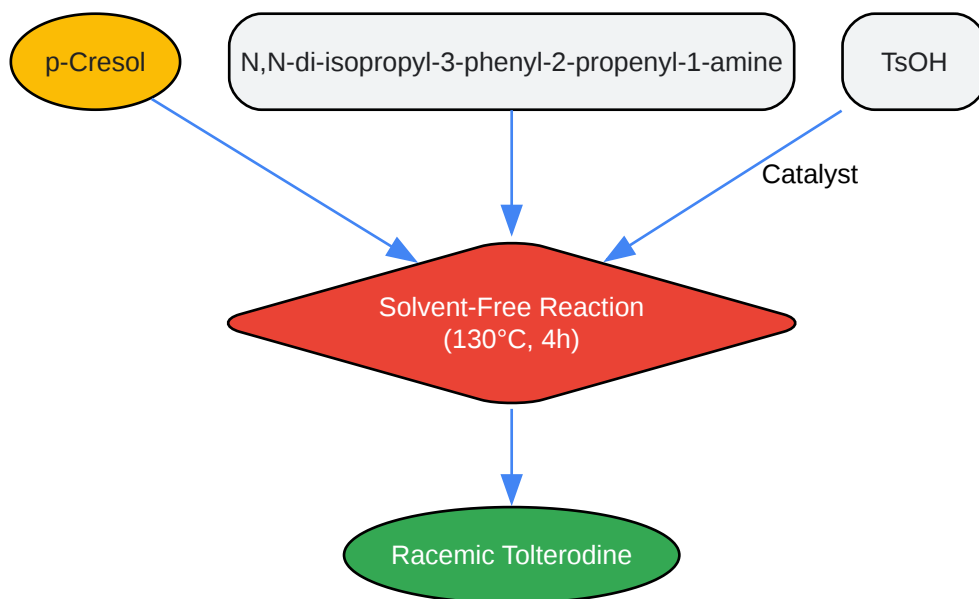 p-Cresol
N,N-di-isopropyl-3-phenyl-2-propenyl-1-amine
TsOH
Catalyst
Solvent-Free Reaction
(130°C, 4h)
Racemic Tolterodine